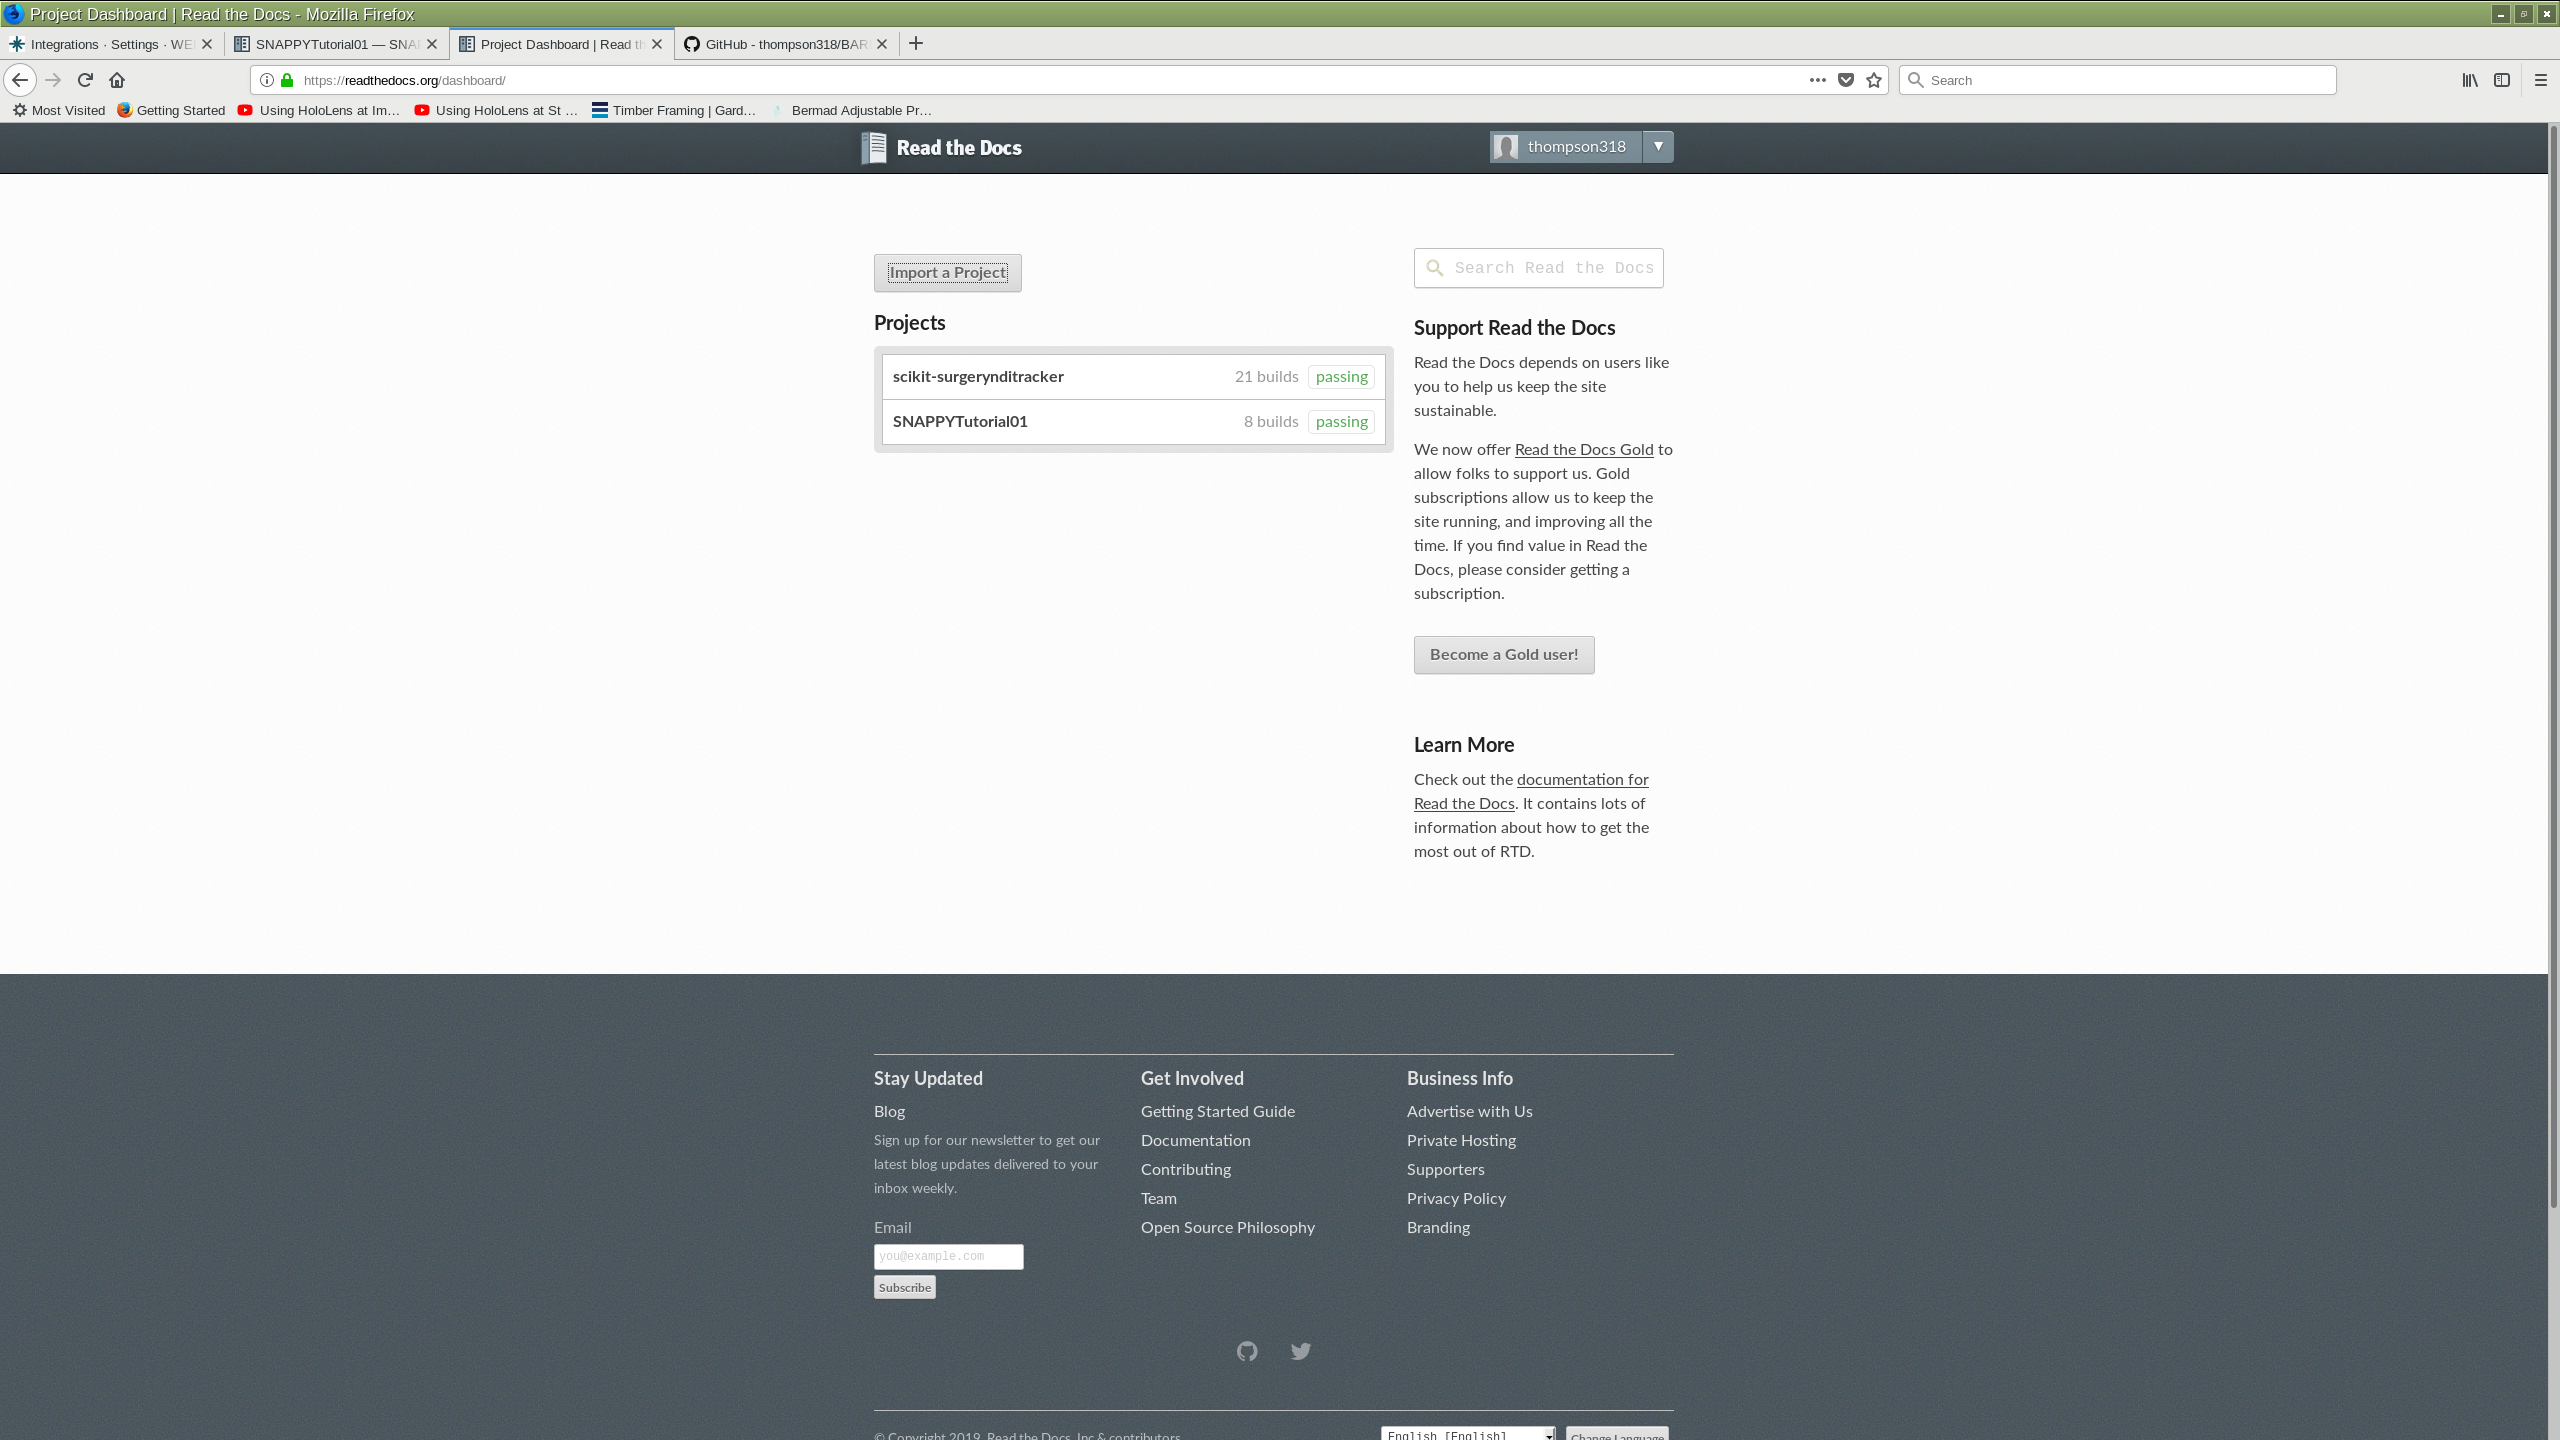 Project Dashboard | Read the Docs - Mozilla Firefox
Integrations · Settings · WE
SNAPPYTutorial01 — SNA
Project Dashboard | Read th
GitHub - thompson318/BAR
https://readthedocs.org/dashboard/
Search
Most Visited
Getting Started
Using HoloLens at Im…
Using HoloLens at St …
Timber Framing | Gard…
Bermad Adjustable Pr…
Read the Docs
thompson318
Import a Project
Projects
scikit-surgerynditracker 21 builds passing
SNAPPYTutorial01 8 builds passing
Search Read the Docs
Support Read the Docs
Read the Docs depends on users like
you to help us keep the site
sustainable.
We now offer Read the Docs Gold to
allow folks to support us. Gold
subscriptions allow us to keep the
site running, and improving all the
time. If you find value in Read the
Docs, please consider getting a
subscription.
Become a Gold user!
Learn More
Check out the documentation for
Read the Docs. It contains lots of
information about how to get the
most out of RTD.
Stay Updated
Blog
Sign up for our newsletter to get our
latest blog updates delivered to your
inbox weekly.
Email
you@example.com
Subscribe
Get Involved
Getting Started Guide
Documentation
Contributing
Team
Open Source Philosophy
Business Info
Advertise with Us
Private Hosting
Supporters
Privacy Policy
Branding
© Copyright 2019, Read the Docs, Inc & contributors
English [English]
Change Language